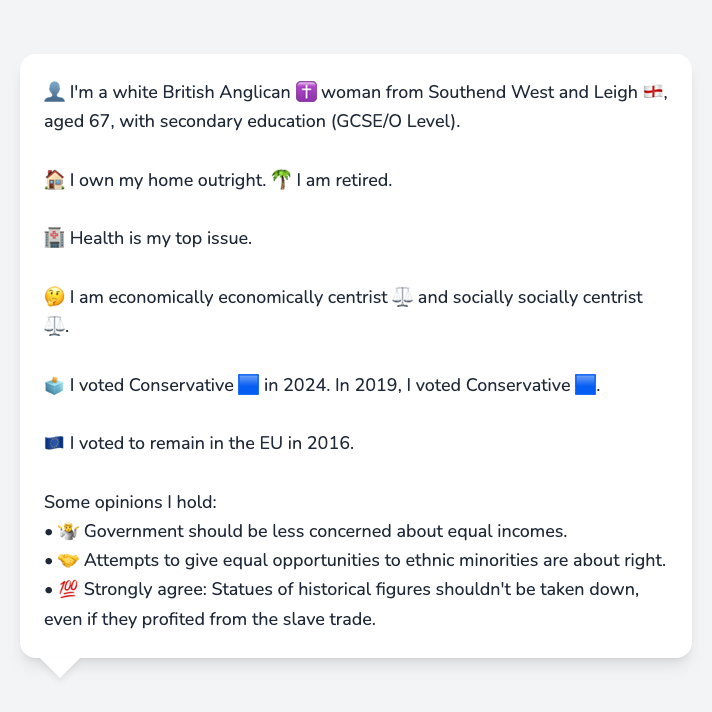 👤 I'm a white British Anglican ✝️ woman from Southend West and Leigh 🏴󠁧󠁢󠁥󠁮󠁧󠁿,
aged 67, with secondary education (GCSE/O Level).
🏠 I own my home outright. 🌴 I am retired.
🏥 Health is my top issue.
🤔 I am economically economically centrist ⚖️ and socially socially centrist
⚖️.
🗳️ I voted Conservative 🟦 in 2024. In 2019, I voted Conservative 🟦.
🇪🇺 I voted to remain in the EU in 2016.
Some opinions I hold:
• 🤷 Government should be less concerned about equal incomes.
• 🤝 Attempts to give equal opportunities to ethnic minorities are about right.
• 💯 Strongly agree: Statues of historical figures shouldn't be taken down,
even if they profited from the slave trade.